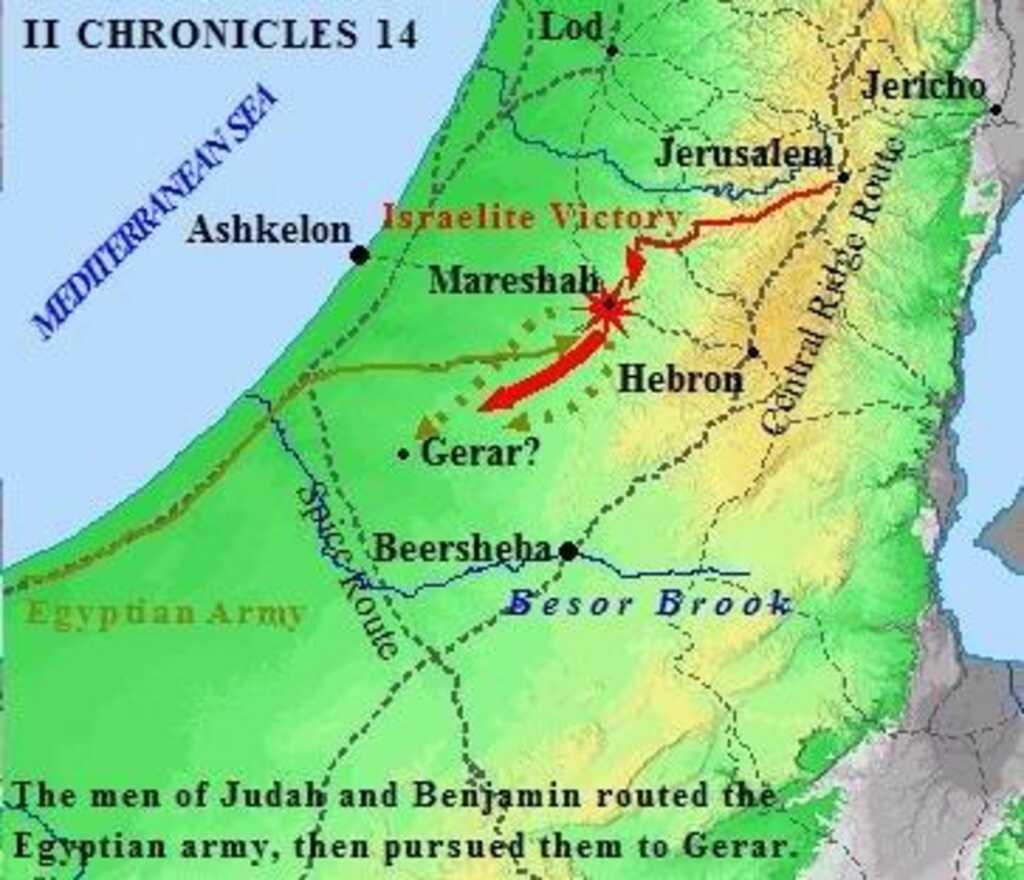 II CHRONICLES 14
Lod
Jericho
MEDITERRANEAN SEA
Jerusalem
Israelite Victory
Ashkelon
Mareshah
Central Ridge Route
Hebron
Gerar?
Spice Route
Beersheba
Egyptian Army
Besor Brook
The men of Judah and Benjamin routed the
Egyptian army, then pursued them to Gerar.